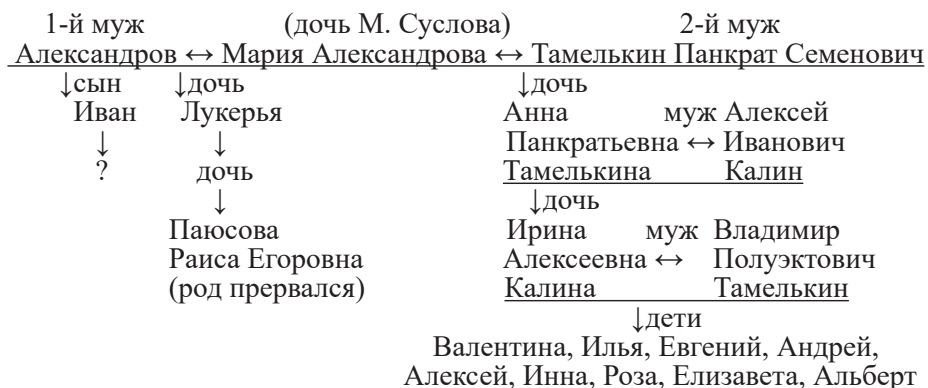 1-й муж (дочь М. Суслова) 2-й муж
Александров ↔ Мария Александрова ↔ Тамелькин Панкрат Семенович
↓сын ↓дочь ↓дочь
Иван Лукерья Анна муж Алексей
↓ ↓ Панкратьевна ↔ Иванович
? дочь Тамелькина Калин
↓ ↓дочь
Паюсова Ирина муж Владимир
Раиса Егоровна Алексеевна ↔ Полуэктович
(род прервался) Калина Тамелькин
↓дети
Валентина, Илья, Евгений, Андрей,
Алексей, Инна, Роза, Елизавета, Альберт